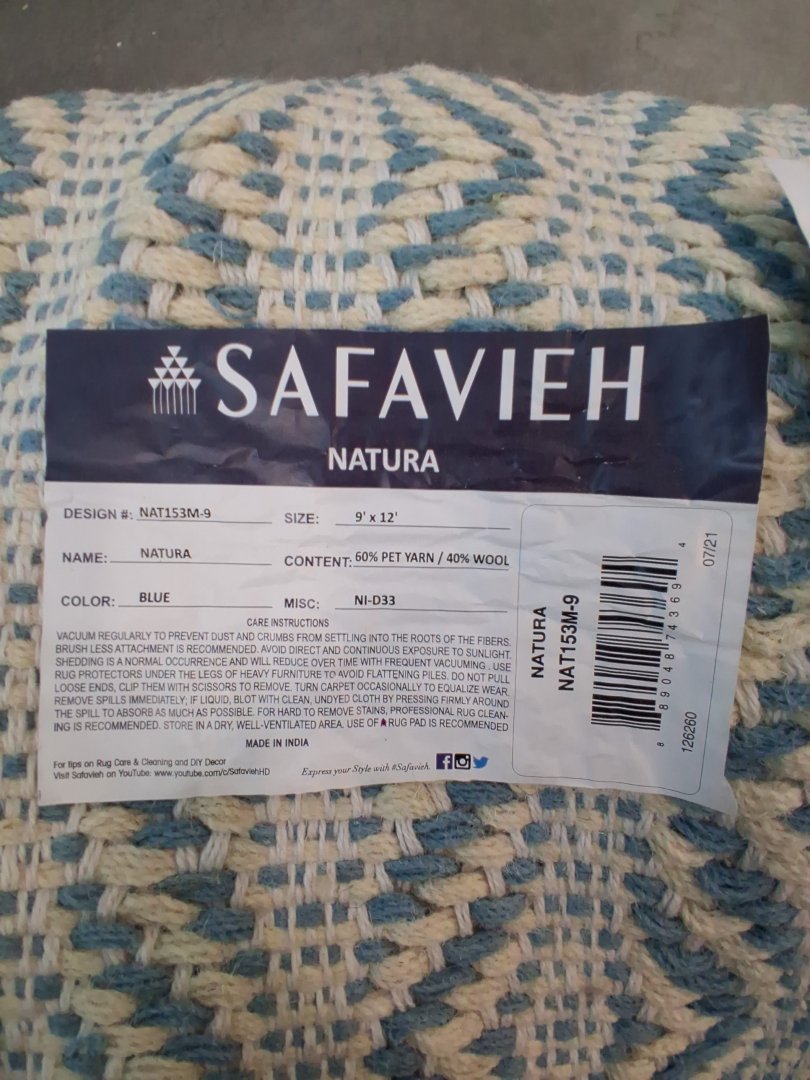 SAFAVIEH
NATURA
DESIGN #: NAT153M-9
SIZE: 9' x 12'
NAME: NATURA
CONTENT: 60% PET YARN / 40% WOOL
COLOR: BLUE
MISC: NI-D33
CARE INSTRUCTIONS
VACUUM REGULARLY TO PREVENT DUST AND CRUMBS FROM SETTLING INTO THE ROOTS OF THE FIBERS.
BRUSH LESS ATTACHMENT IS RECOMMENDED. AVOID DIRECT AND CONTINUOUS EXPOSURE TO SUNLIGHT.
SHEDDING IS A NORMAL OCCURRENCE AND WILL REDUCE OVER TIME WITH FREQUENT VACUUMING. USE
RUG PROTECTORS UNDER THE LEGS OF HEAVY FURNITURE TO AVOID FLATTENING PILES. DO NOT PULL
LOOSE ENDS, CLIP THEM WITH SCISSORS TO REMOVE. TURN CARPET OCCASIONALLY TO EQUALIZE WEAR.
REMOVE SPILLS IMMEDIATELY; IF LIQUID, BLOT WITH CLEAN, UNDYED CLOTH BY PRESSING FIRMLY AROUND
THE SPILL TO ABSORB AS MUCH AS POSSIBLE. FOR HARD TO REMOVE STAINS, PROFESSIONAL RUG CLEAN-
ING IS RECOMMENDED. STORE IN A DRY, WELL-VENTILATED AREA. USE OF A RUG PAD IS RECOMMENDED
MADE IN INDIA
For tips on Rug Care & Cleaning and DIY Decor
Visit Safavieh on YouTube: www.youtube.com/c/SafaviehHD
Express your Style with #Safavieh.
NATURA
NAT153M-9
8 89048 74369 4
126260
07/21